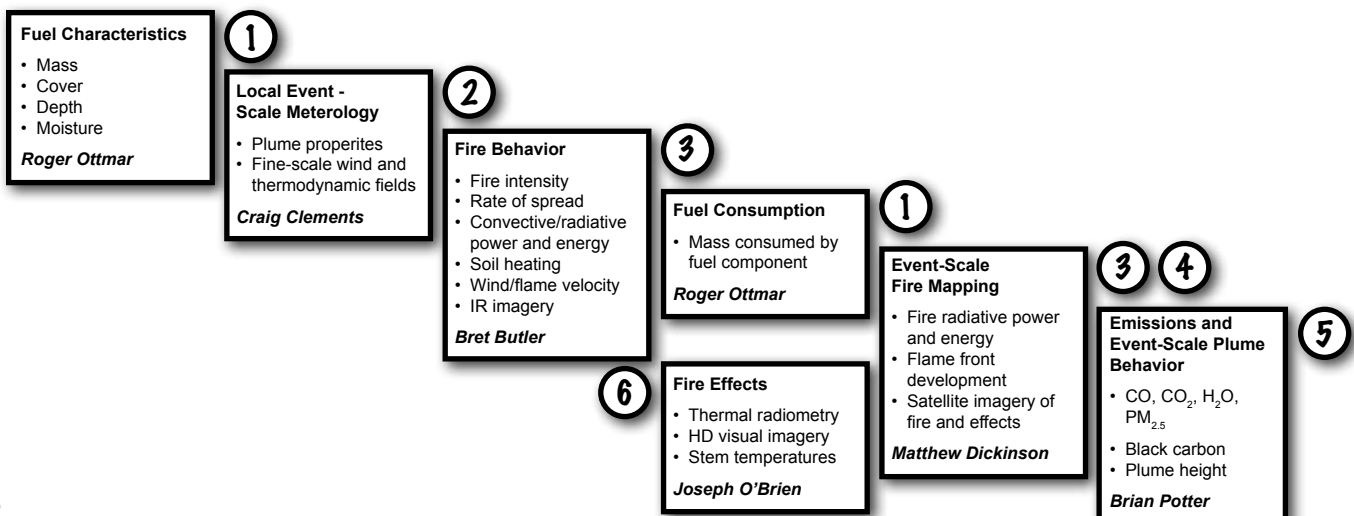 Fuel Characteristics
• Mass
• Cover
• Depth
• Moisture
Roger Ottmar
1
Local Event -
Scale Meterology
• Plume properites
• Fine-scale wind and
thermodynamic fields
Craig Clements
2
Fire Behavior
• Fire intensity
• Rate of spread
• Convective/radiative
power and energy
• Soil heating
• Wind/flame velocity
• IR imagery
Bret Butler
3
Fuel Consumption
• Mass consumed by
fuel component
Roger Ottmar
1
6
Fire Effects
• Thermal radiometry
• HD visual imagery
• Stem temperatures
Joseph O’Brien
Event-Scale
Fire Mapping
• Fire radiative power
and energy
• Flame front
development
• Satellite imagery of
fire and effects
Matthew Dickinson
3 4
Emissions and
Event-Scale Plume
Behavior
• CO, CO₂, H₂O,
PM₂.₅
• Black carbon
• Plume height
Brian Potter
5